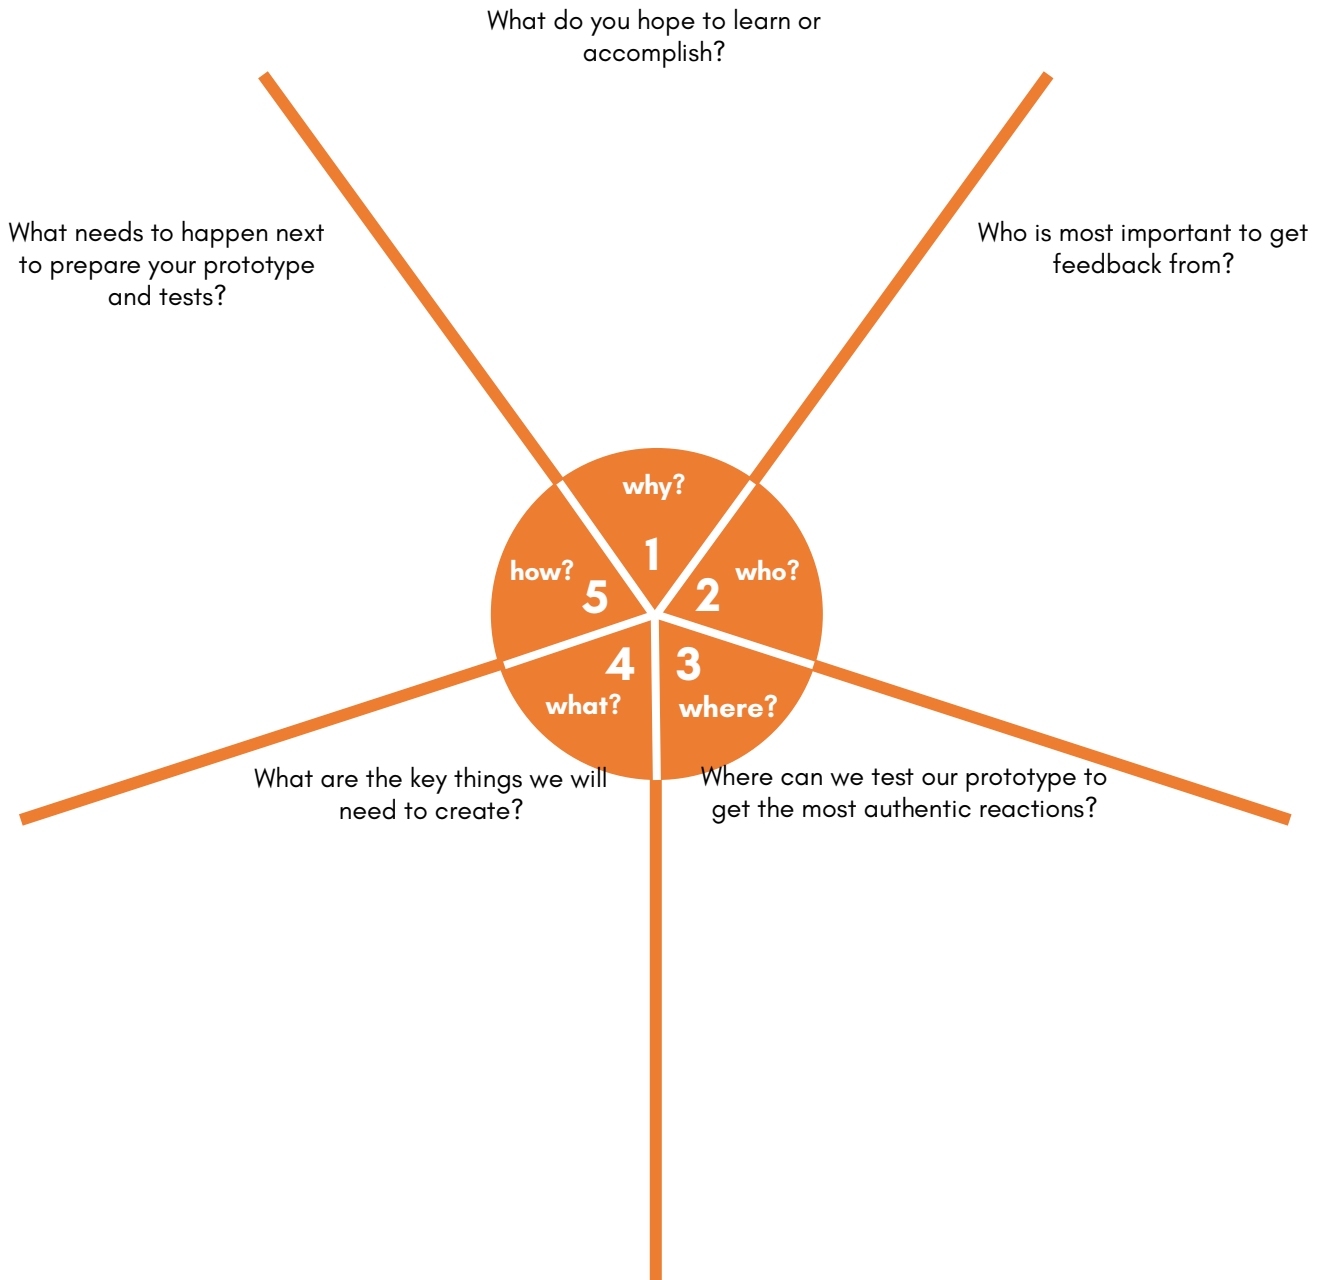 What do you hope to learn or
accomplish?
What needs to happen next
to prepare your prototype
and tests?
Who is most important to get
feedback from?
why?
1
how?
5
2
who?
4
3
what?
where?
What are the key things we will
need to create?
Where can we test our prototype to
get the most authentic reactions?